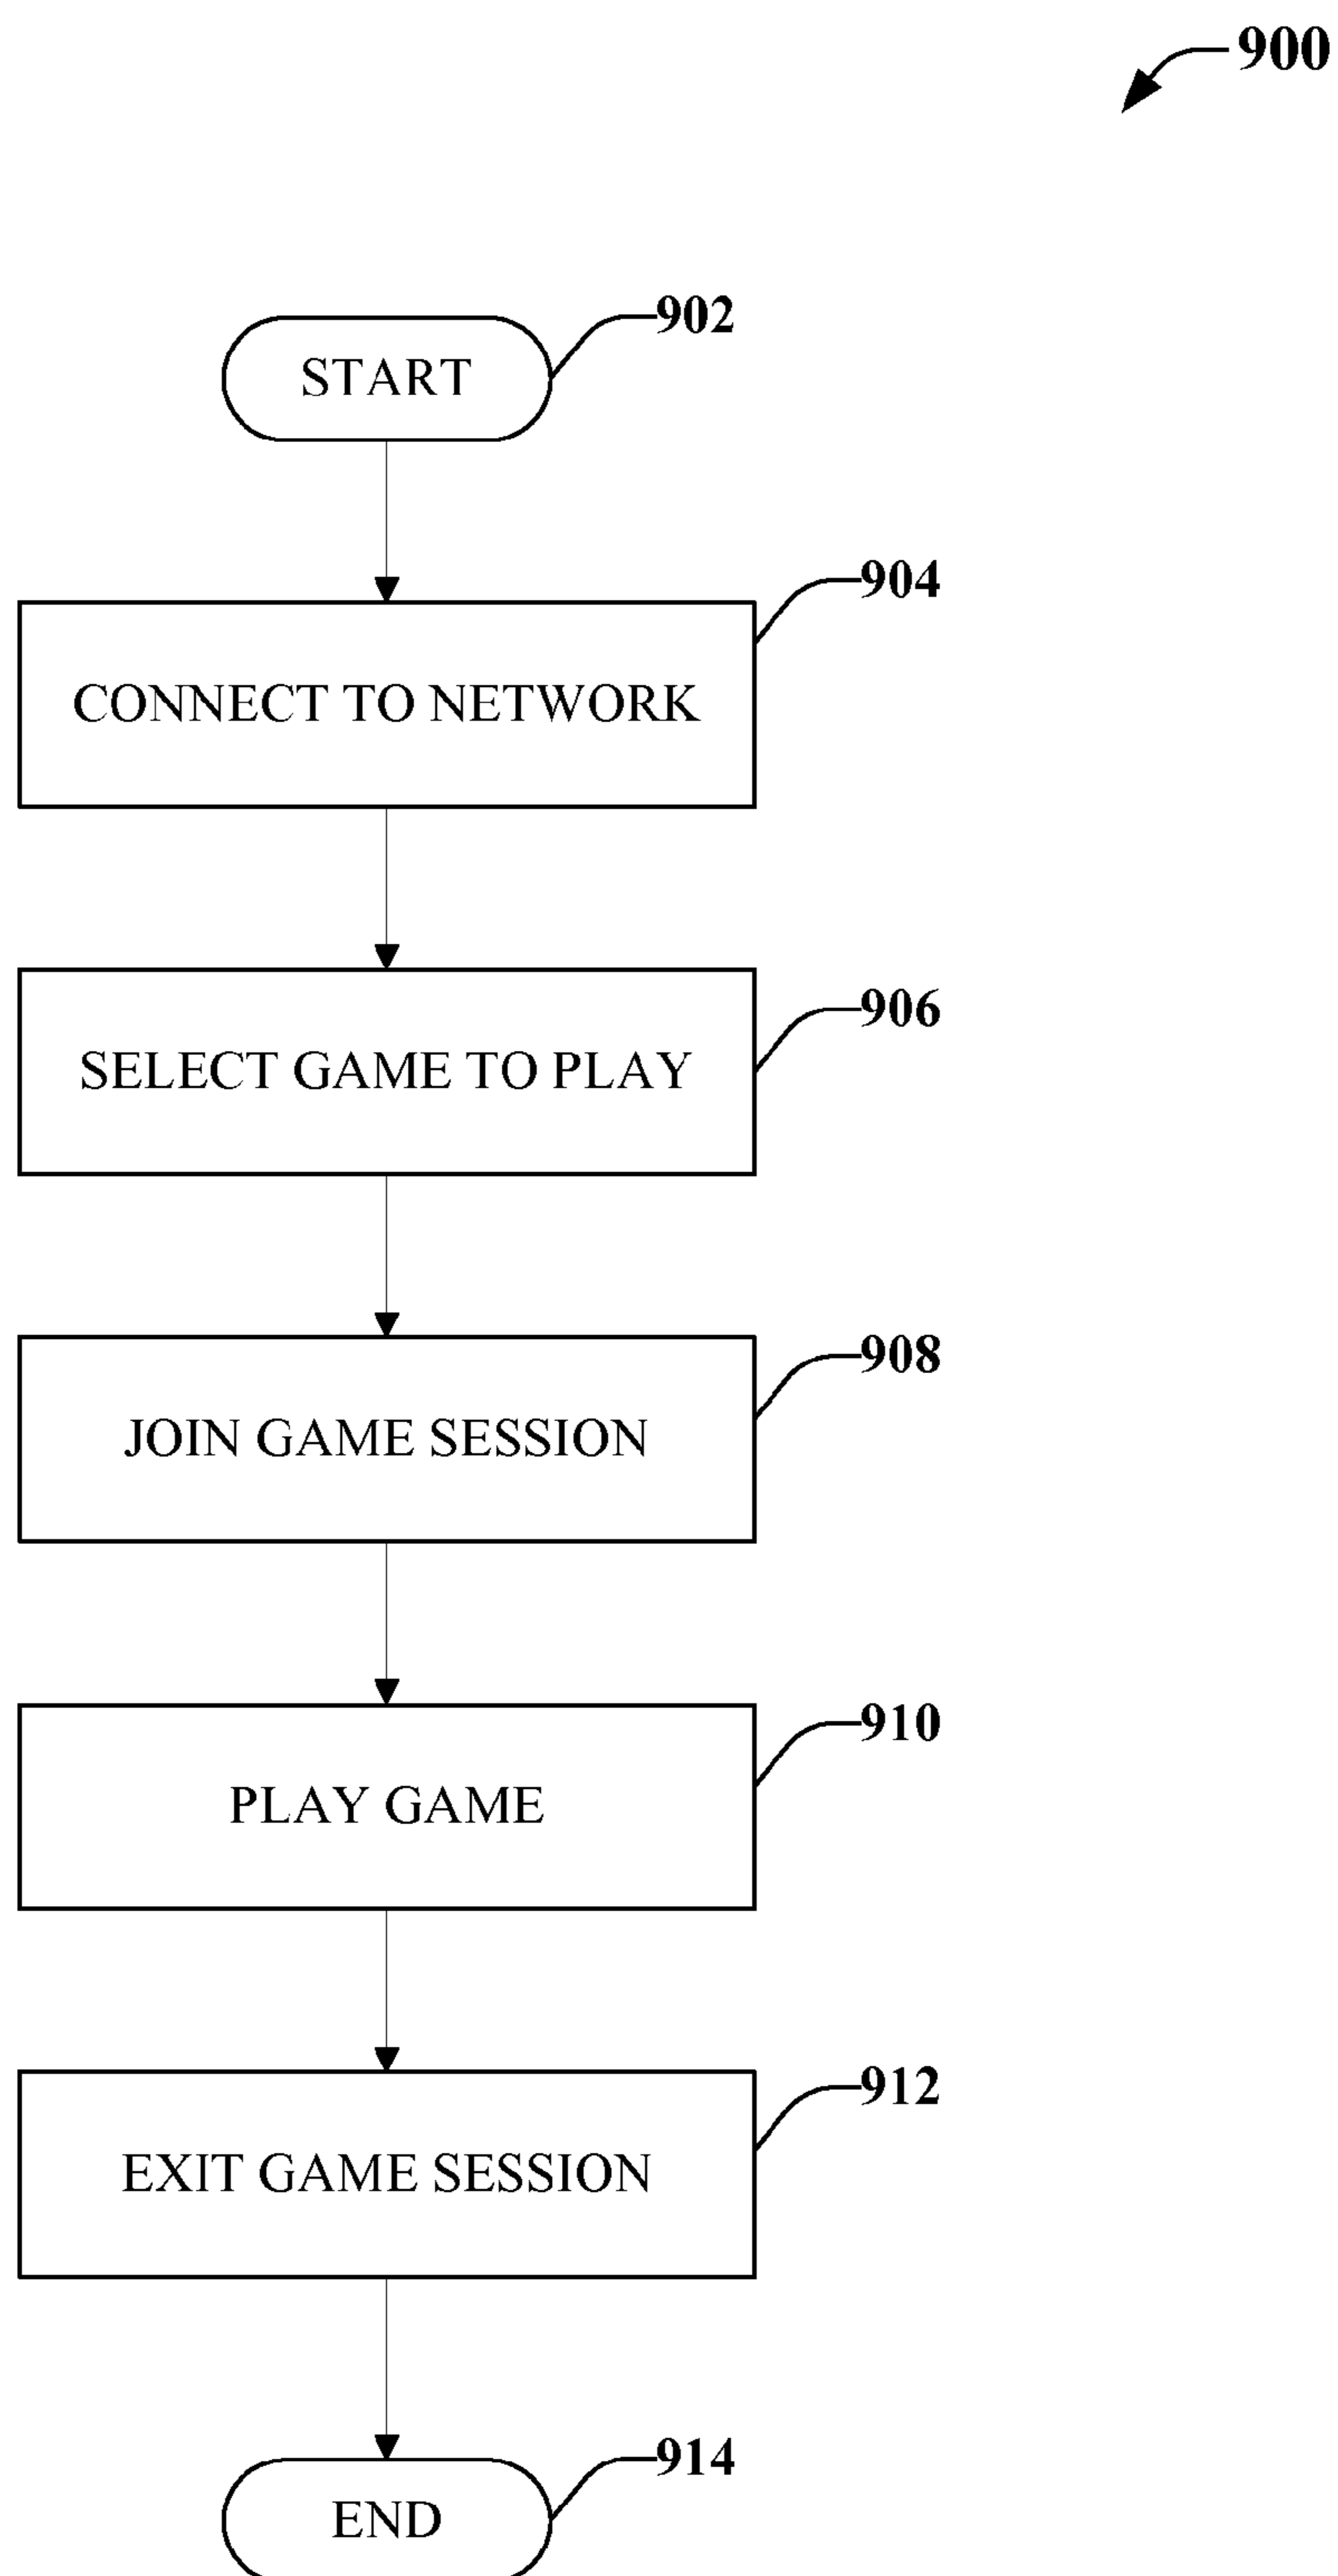 900
START
902
CONNECT TO NETWORK
904
SELECT GAME TO PLAY
906
JOIN GAME SESSION
908
PLAY GAME
910
EXIT GAME SESSION
912
END
914